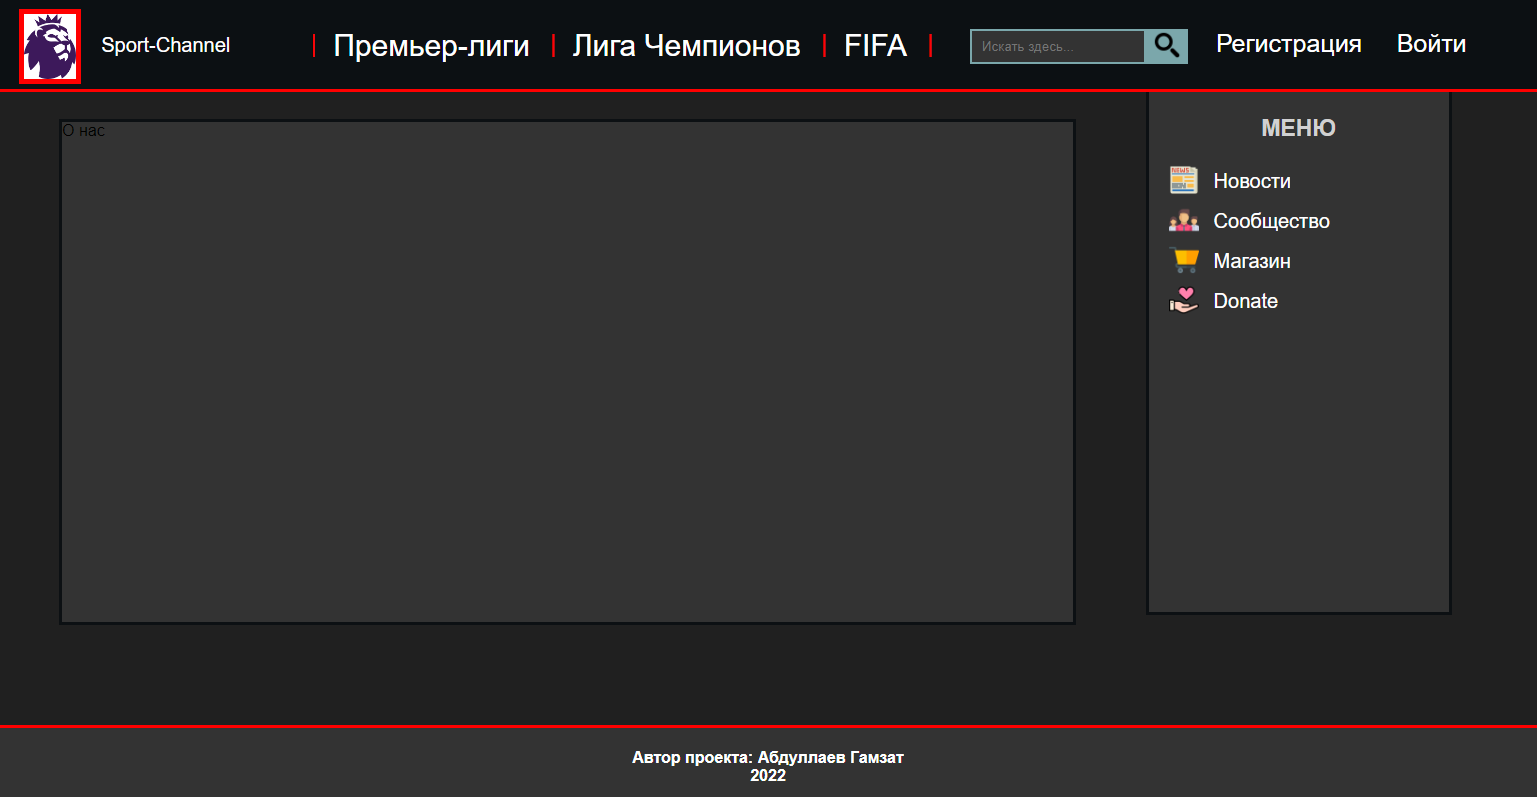 Sport-Channel
| Премьер-лиги | Лига Чемпионов | FIFA |
Искать здесь...
Регистрация
Войти
О нас
МЕНЮ
NEWS
Новости
Сообщество
Магазин
Donate
Автор проекта: Абдуллаев Гамзат
2022